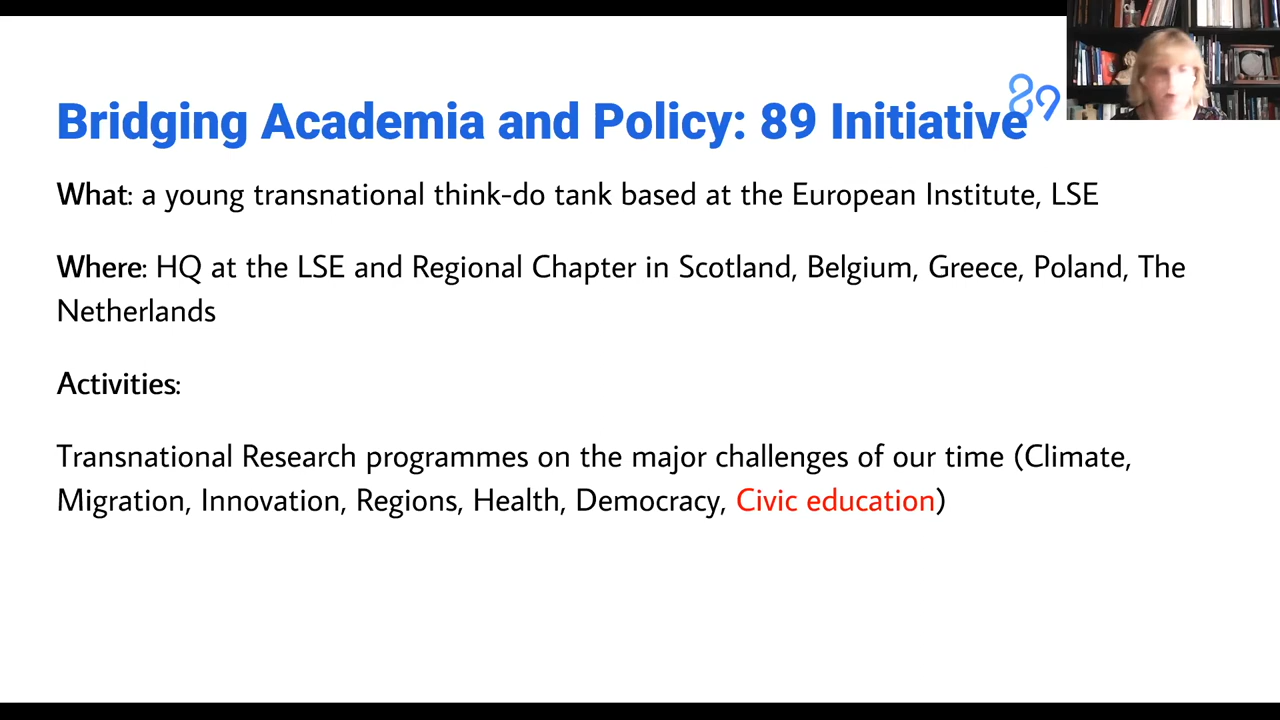 Bridging Academia and Policy: 89 Initiative
89
What: a young transnational think-do tank based at the European Institute, LSE
Where: HQ at the LSE and Regional Chapter in Scotland, Belgium, Greece, Poland, The
Netherlands
Activities:
Transnational Research programmes on the major challenges of our time (Climate,
Migration, Innovation, Regions, Health, Democracy, Civic education)